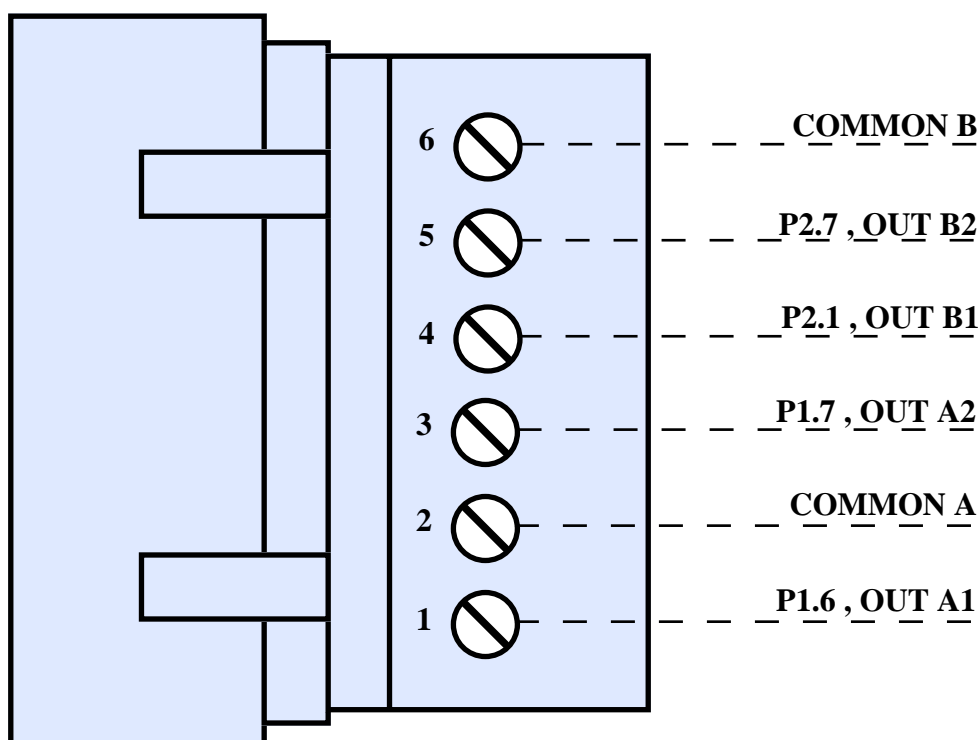 6 COMMON B
5 P2.7 , OUT B2
4 P2.1 , OUT B1
3 P1.7 , OUT A2
2 COMMON A
1 P1.6 , OUT A1